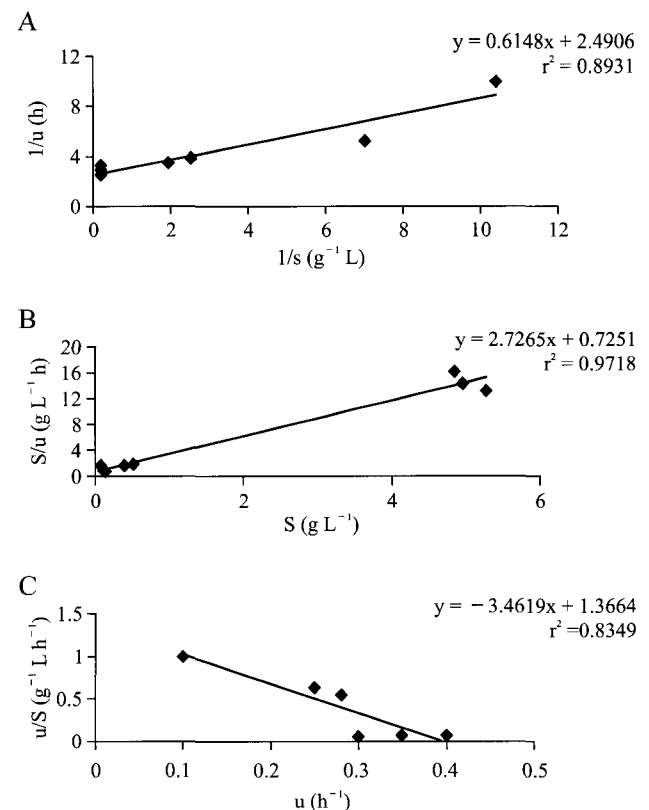 A
y = 0.6148x + 2.4906
r² = 0.8931
12
8
4
0
1/u (h)
0 2 4 6 8 10 12
1/s (g⁻¹ L)
B
y = 2.7265x + 0.7251
r² = 0.9718
20
16
12
8
4
0
S/u (g L⁻¹ h)
0 2 4 6
S (g L⁻¹)
C
y = − 3.4619x + 1.3664
r² =0.8349
1.5
1
0.5
0
u/S (g⁻¹ L h⁻¹)
0 0.1 0.2 0.3 0.4 0.5
u (h⁻¹)